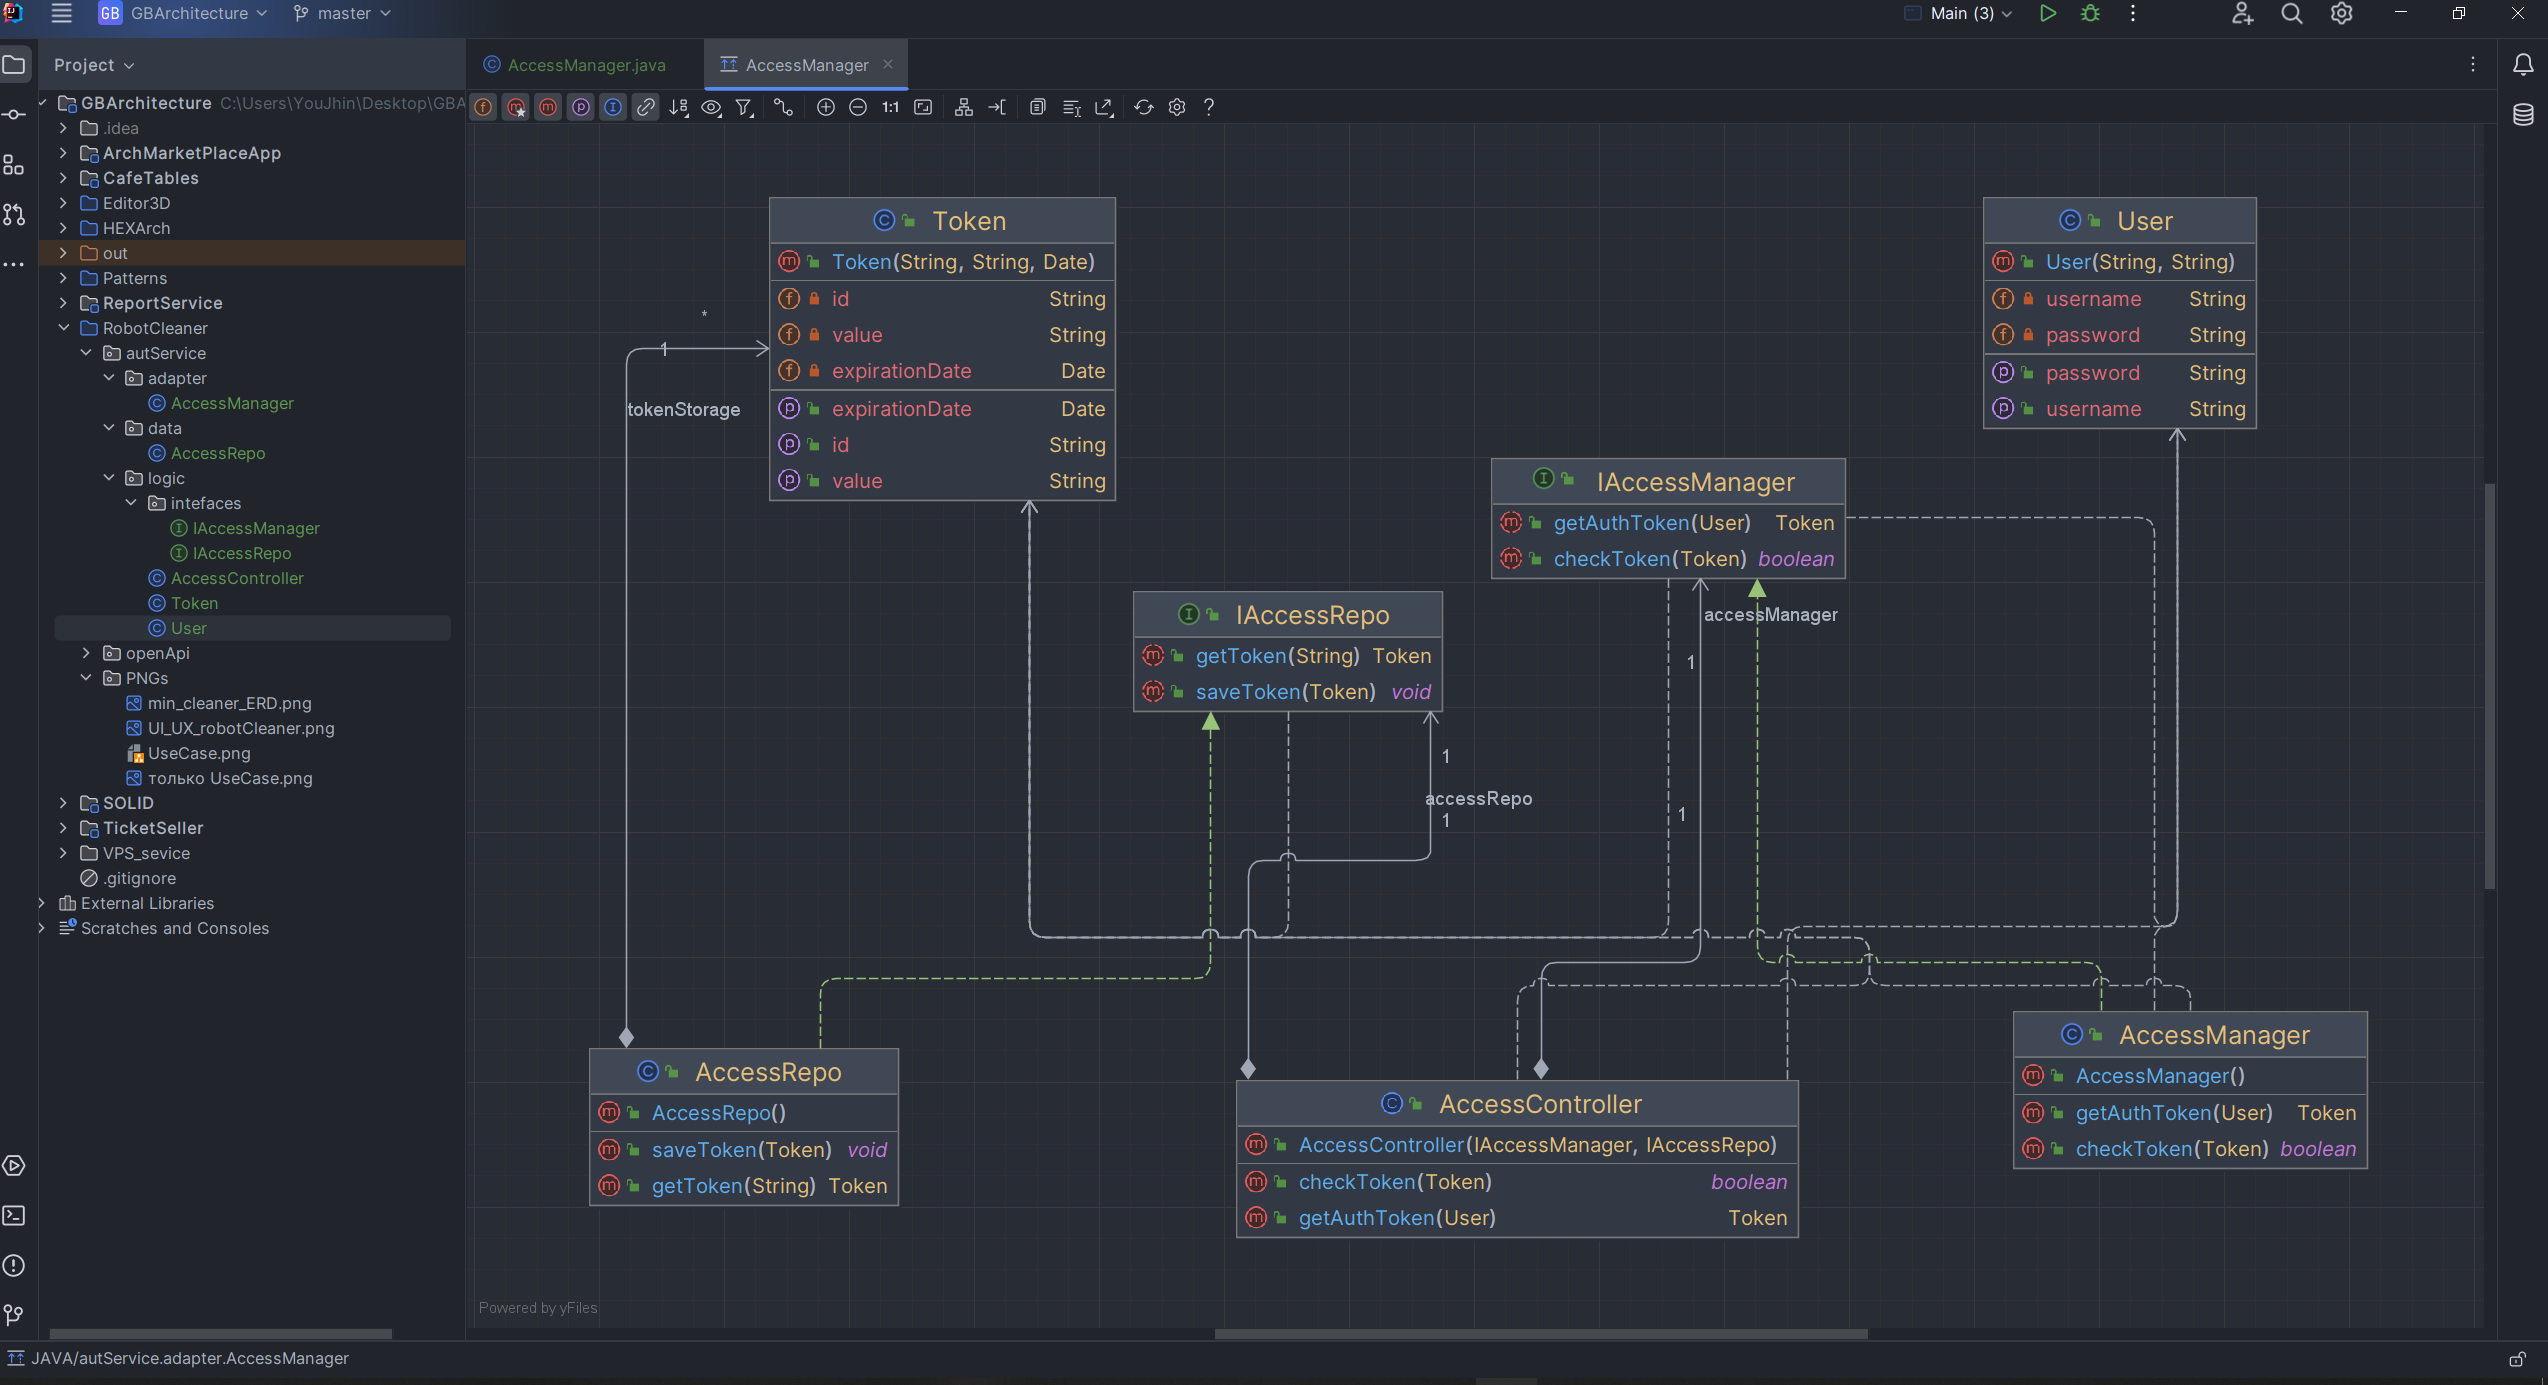 GB GBArchitecture master Main (3)
Project
AccessManager.java AccessManager
1:1 ?
GBArchitecture C:\Users\YouJhin\Desktop\GBA
.idea
ArchMarketPlaceApp
CafeTables
Editor3D
HEXArch
out
Patterns
ReportService
RobotCleaner
autService
adapter
AccessManager
data
AccessRepo
logic
intefaces
IAccessManager
IAccessRepo
AccessController
Token
User
openApi
PNGs
min_cleaner_ERD.png
UI_UX_robotCleaner.png
UseCase.png
только UseCase.png
SOLID
TicketSeller
VPS_sevice
.gitignore
External Libraries
Scratches and Consoles
Token
Token(String, String, Date)
id String
value String
expirationDate Date
expirationDate Date
id String
value String
*
1
tokenStorage
User
User(String, String)
username String
password String
password String
username String
IAccessManager
getAuthToken(User) Token
checkToken(Token) boolean
accessManager
1
1
IAccessRepo
getToken(String) Token
saveToken(Token) void
1
accessRepo
1
AccessRepo
AccessRepo()
saveToken(Token) void
getToken(String) Token
AccessController
AccessController(IAccessManager, IAccessRepo)
checkToken(Token) boolean
getAuthToken(User) Token
AccessManager
AccessManager()
getAuthToken(User) Token
checkToken(Token) boolean
Powered by yFiles
JAVA/autService.adapter.AccessManager